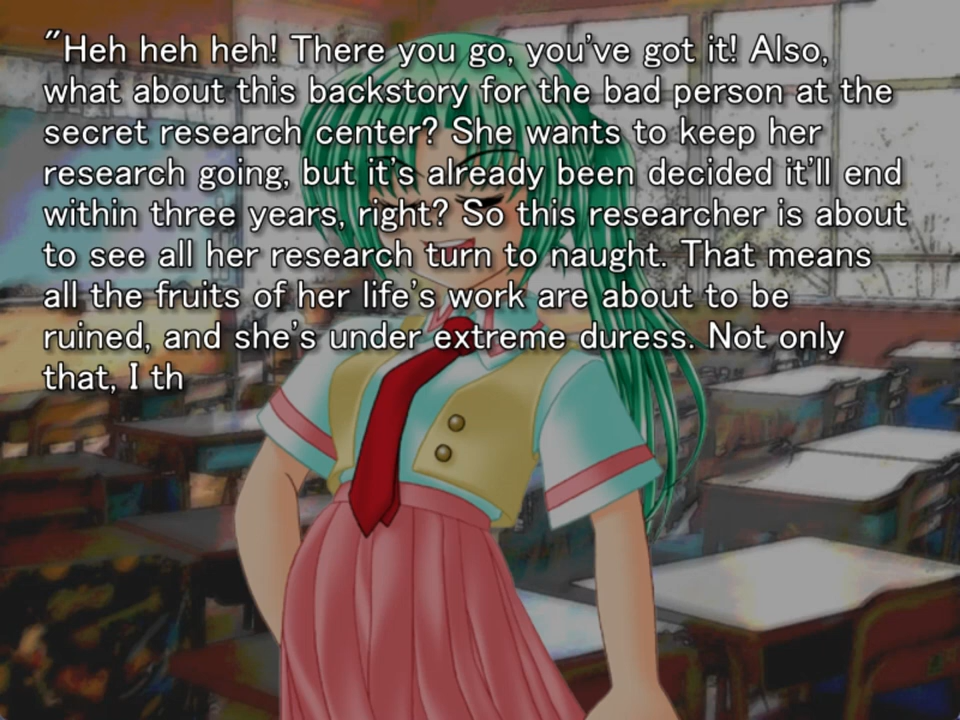 "Heh heh heh! There you go, you've got it! Also,
what about this backstory for the bad person at the
secret research center? She wants to keep her
research going, but it's already been decided it'll end
within three years, right? So this researcher is about
to see all her research turn to naught. That means
all the fruits of her life's work are about to be
ruined, and she's under extreme duress. Not only
that, I th